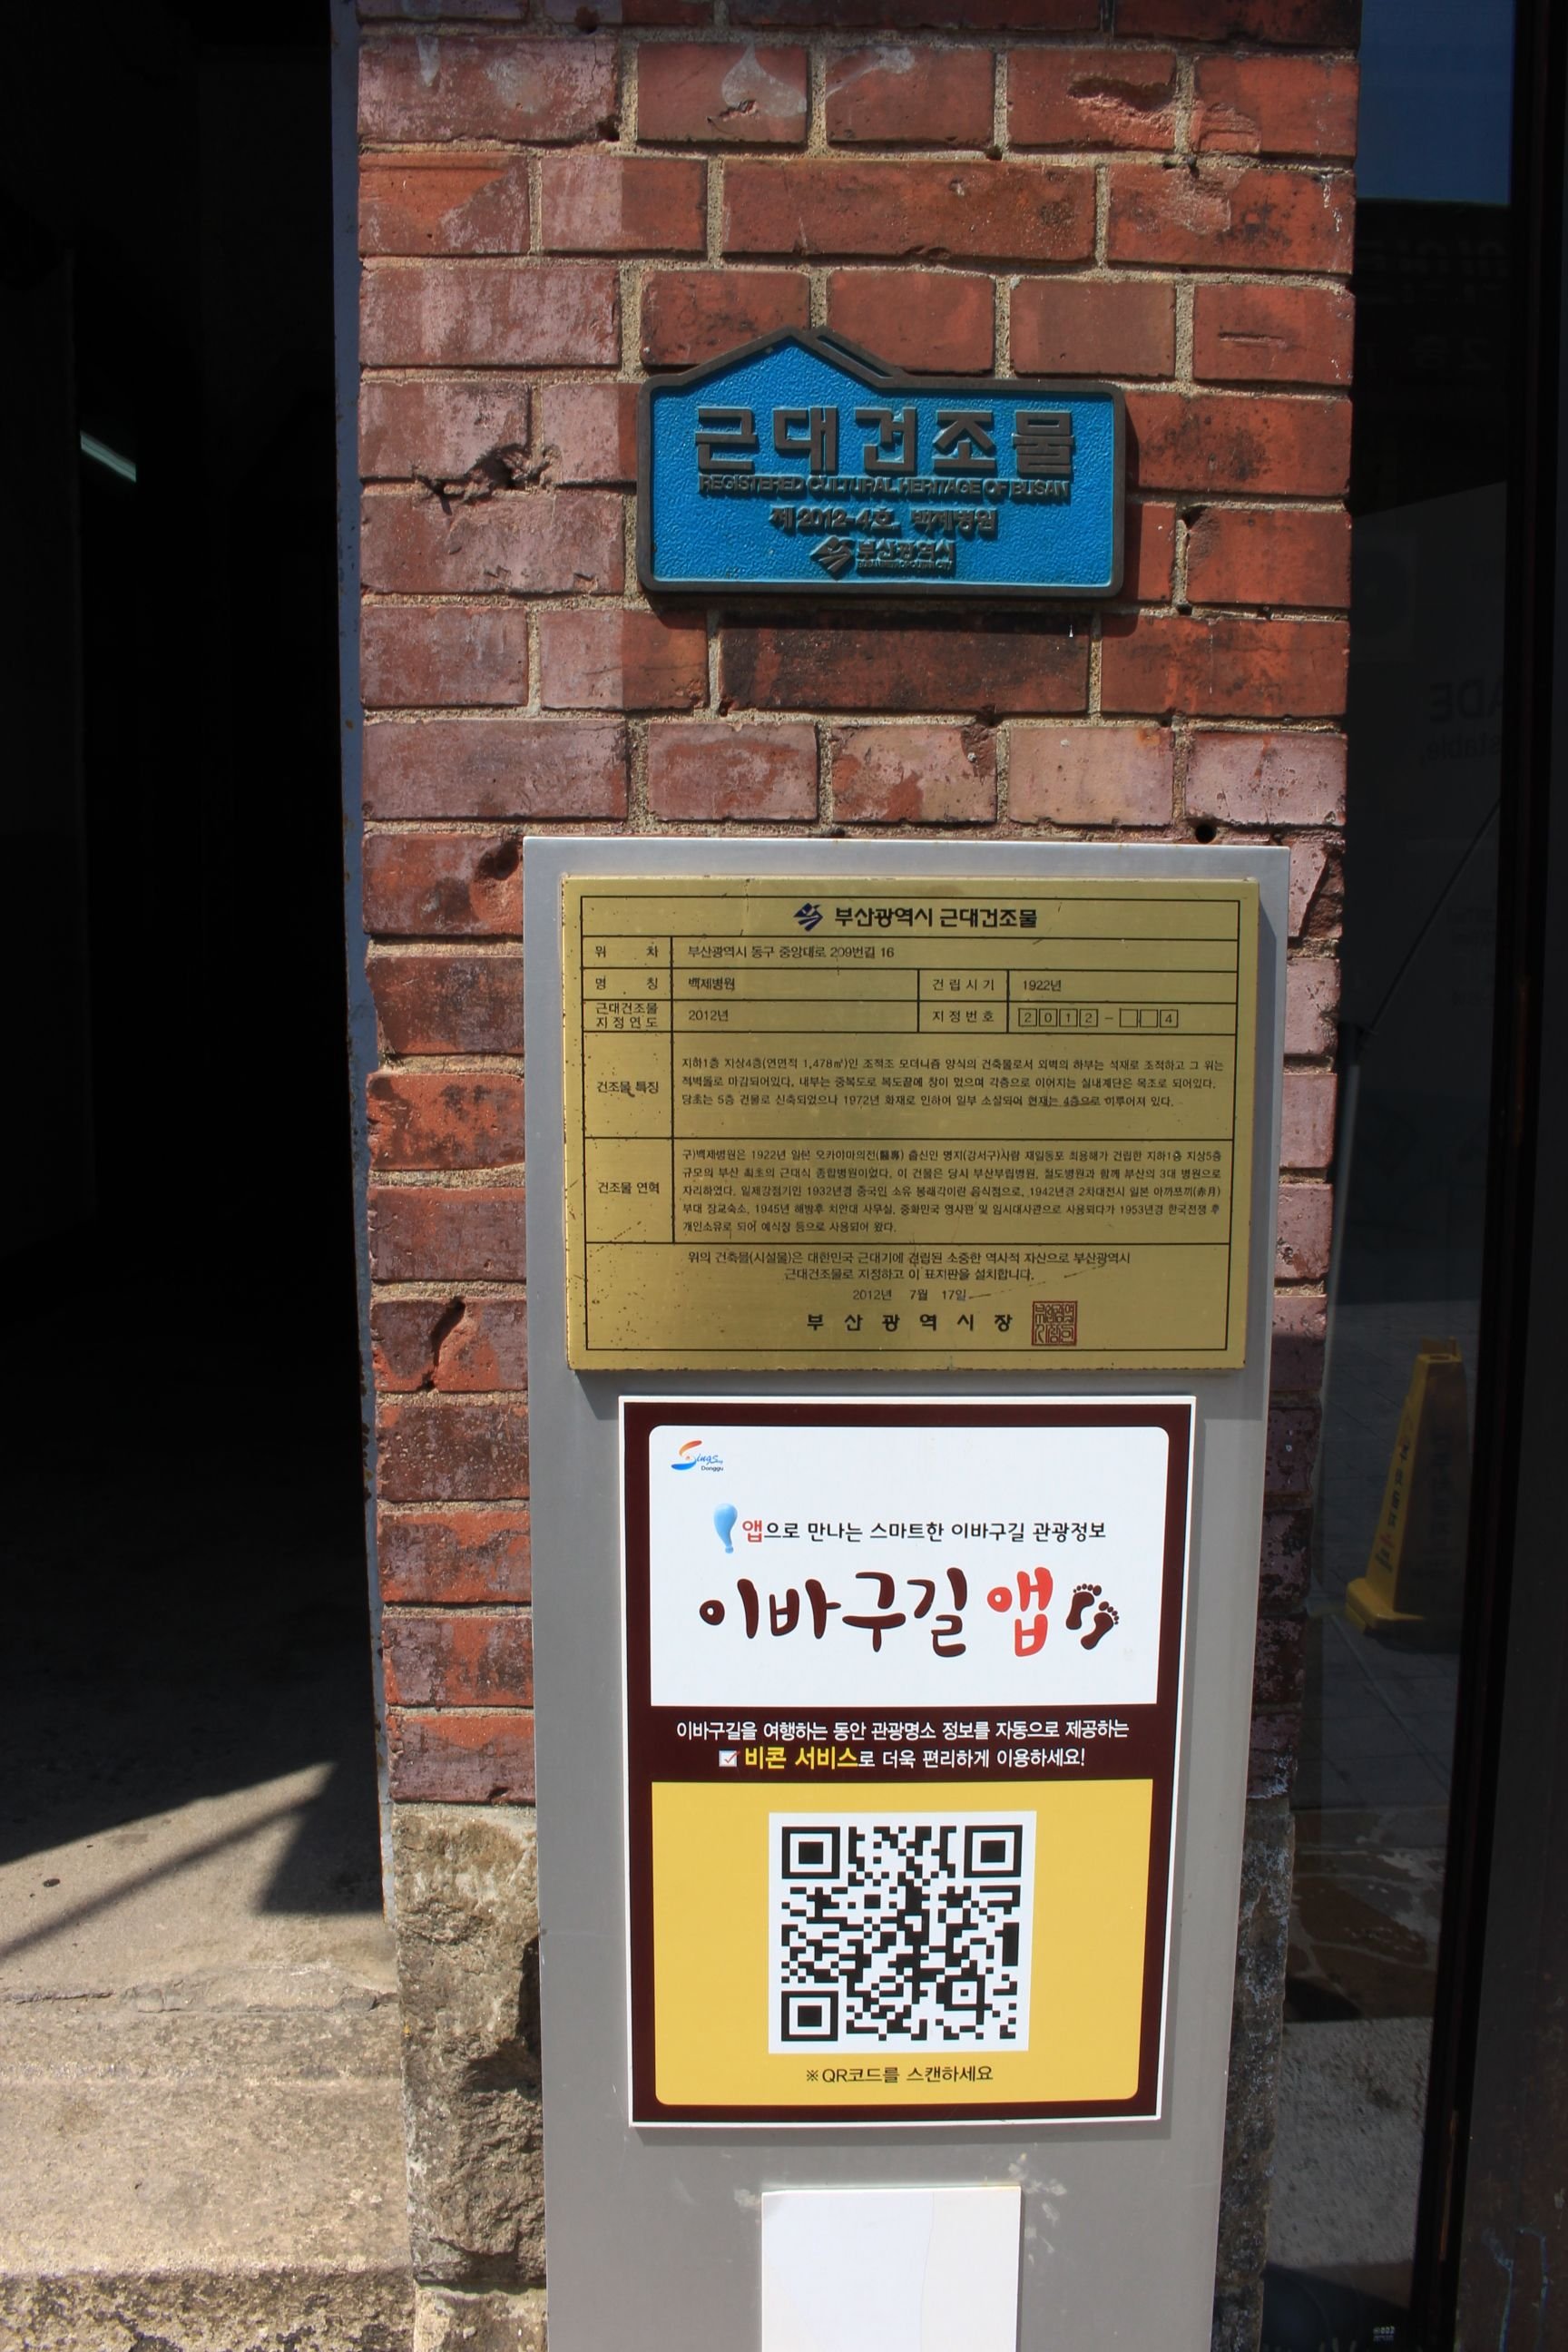 근대건조물
REGISTERED CULTURAL HERITAGE OF BUSAN
제2012-4호 백제병원
부산광역시
부산광역시 근대건조물
위 치 부산광역시 동구 중앙대로 209번길 16
명 칭 백제병원 건립시기 1922년
근대건조물 지정연도 2012년 지정번호 2012-4
건조물 특징
지하1층 지상4층(연면적 1,478㎡)인 조적조 모더니즘 양식의 건축물로서 외벽의 하부는 석재로 조적하고 그 위는
적벽돌로 마감되어있다. 내부는 중복도로 복도끝에 창이 있으며 각층으로 이어지는 실내계단은 목조로 되어있다.
당초는 5층 건물로 신축되었으나 1972년 화재로 인하여 일부 소실되어 현재는 4층으로 이루어져 있다.
건조물 연혁
구)백제병원은 1922년 일본 오카야마의전(醫專) 출신인 명지(강서구)사람 재일동포 최용해가 건립한 지하1층 지상5층
규모의 부산 최초의 근대식 종합병원이었다. 이 건물은 당시 부산부립병원, 철도병원과 함께 부산의 3대 병원으로
자리하였다. 일제강점기인 1932년경 중국인 소유 봉래각이란 음식점으로, 1942년경 2차대전시 일본 아까쯔끼(赤月)
부대 장교숙소, 1945년 해방후 치안대 사무실, 중화민국 영사관 및 임시대사관으로 사용되다가 1953년경 한국전쟁 후
개인소유로 되어 예식장 등으로 사용되어 왔다.
위의 건축물(시설물)은 대한민국 근대기에 건립된 소중한 역사적 자산으로 부산광역시
근대건조물로 지정하고 이 표지판을 설치합니다.
2012년 7월 17일
부산광역시장
Sings
Donggu
앱으로 만나는 스마트한 이바구길 관광정보
이바구길 앱
이바구길을 여행하는 동안 관광명소 정보를 자동으로 제공하는
비콘 서비스로 더욱 편리하게 이용하세요!
※QR코드를 스캔하세요